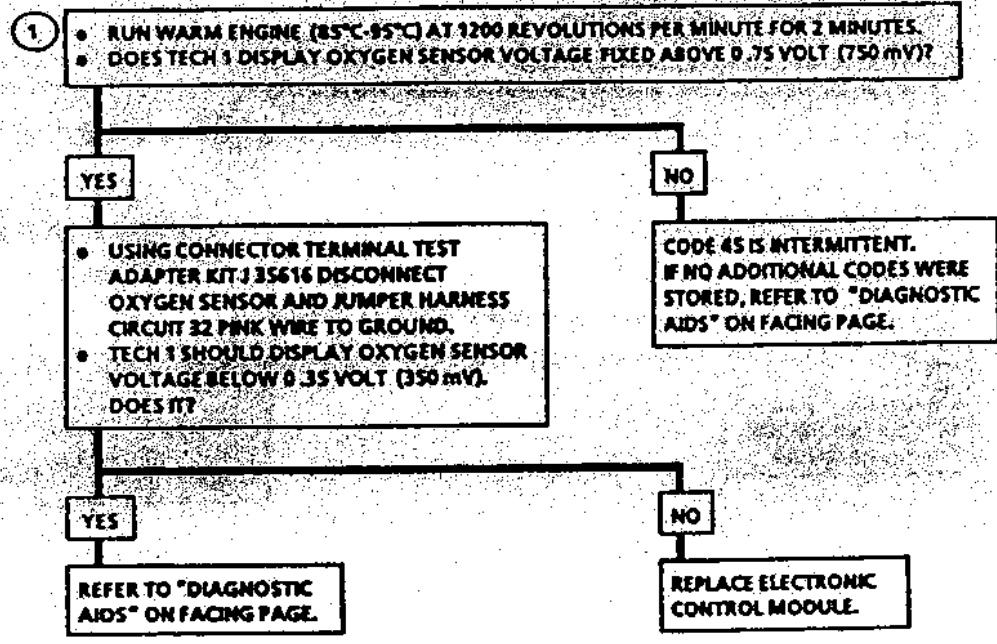 1
• RUN WARM ENGINE (85°C-95°C) AT 1200 REVOLUTIONS PER MINUTE FOR 2 MINUTES.
• DOES TECH 1 DISPLAY OXYGEN SENSOR VOLTAGE FIXED ABOVE 0.75 VOLT (750 mV)?
YES
NO
• USING CONNECTOR TERMINAL TEST
ADAPTER KIT J 35616 DISCONNECT
OXYGEN SENSOR AND JUMPER HARNESS
CIRCUIT 32 PINK WIRE TO GROUND.
• TECH 1 SHOULD DISPLAY OXYGEN SENSOR
VOLTAGE BELOW 0.35 VOLT (350 mV).
DOES IT?
CODE 45 IS INTERMITTENT.
IF NO ADDITIONAL CODES WERE
STORED, REFER TO "DIAGNOSTIC
AIDS" ON FACING PAGE.
YES
NO
REFER TO "DIAGNOSTIC
AIDS" ON FACING PAGE.
REPLACE ELECTRONIC
CONTROL MODULE.